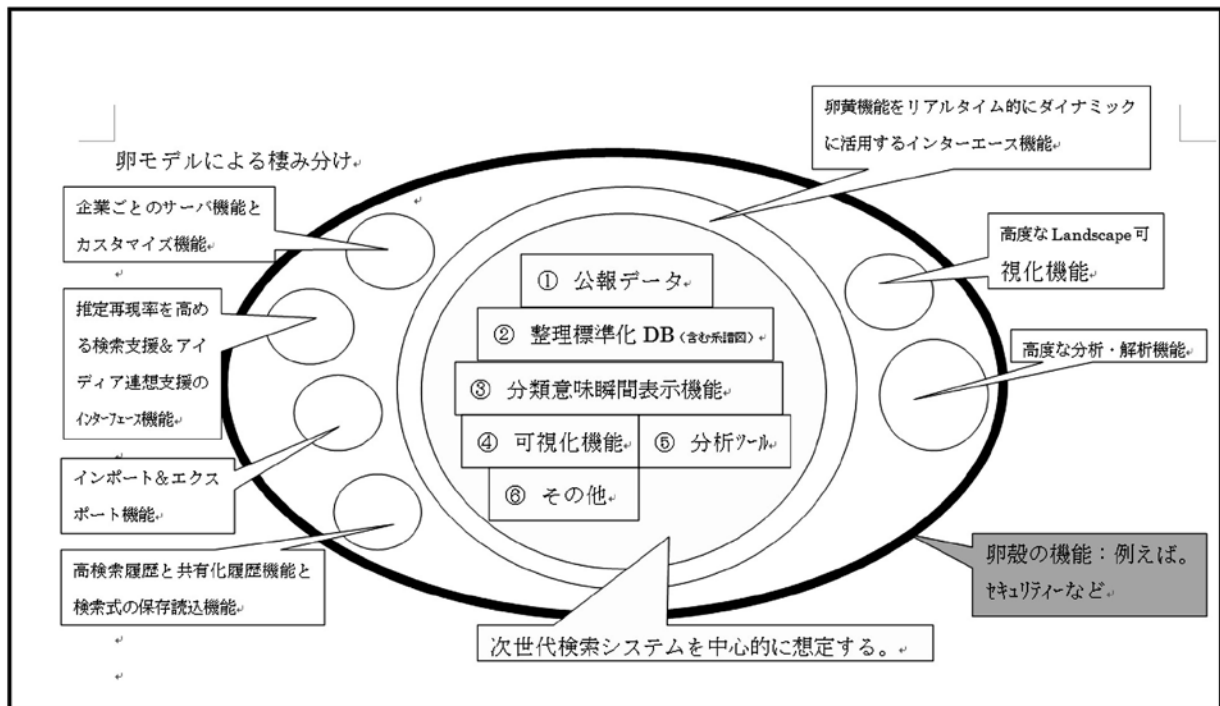 卵モデルによる棲み分け
卵黄機能をリアルタイム的にダイナミック
に活用するインターエース機能
企業ごとのサーバ機能と
カスタマイズ機能
高度なLandscape可
視化機能
① 公報データ
推定再現率を高め
る検索支援&アイ
ディア連想支援の
インターフェース機能
② 整理標準化DB(含む系譜図)
高度な分析・解析機能
③ 分類意味瞬間表示機能
④ 可視化機能
⑤ 分析ツール
インポート&エクス
ポート機能
⑥ その他
高検索履歴と共有化履歴機能と
検索式の保存読込機能
卵殻の機能：例えば。
セキュリティーなど
次世代検索システムを中心的に想定する。